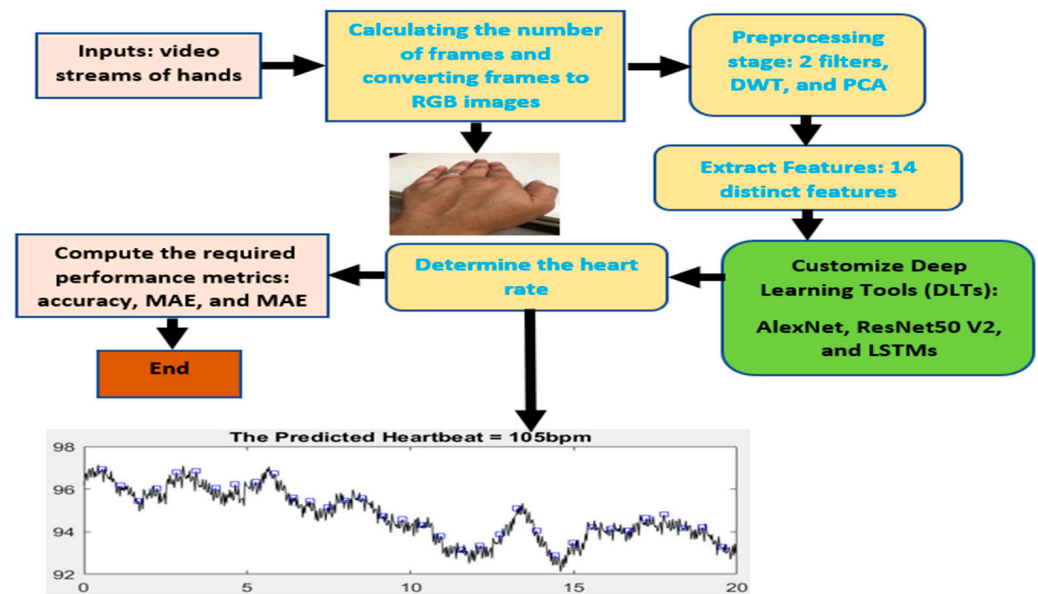 Inputs: video
streams of hands
Calculating the number
of frames and
converting frames to
RGB images
Preprocessing
stage: 2 filters,
DWT, and PCA
Extract Features: 14
distinct features
Customize Deep
Learning Tools (DLTs):
AlexNet, ResNet50 V2,
and LSTMs
Determine the heart
rate
Compute the required
performance metrics:
accuracy, MAE, and MAE
End
The Predicted Heartbeat = 105bpm
98
96
94
92
0
5
10
15
20